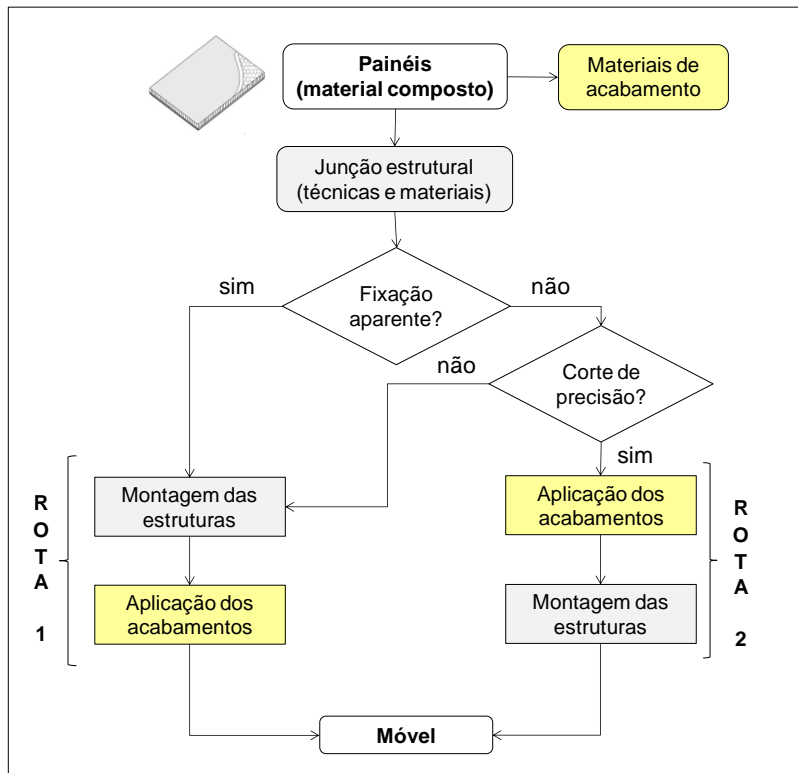 Painéis
(material composto)
Materiais de
acabamento
Junção estrutural
(técnicas e materiais)
sim
Fixação
aparente?
não
não
Corte de
precisão?
sim
R
O
T
A
1
Montagem das
estruturas
Aplicação dos
acabamentos
Aplicação dos
acabamentos
Montagem das
estruturas
R
O
T
A
2
Móvel